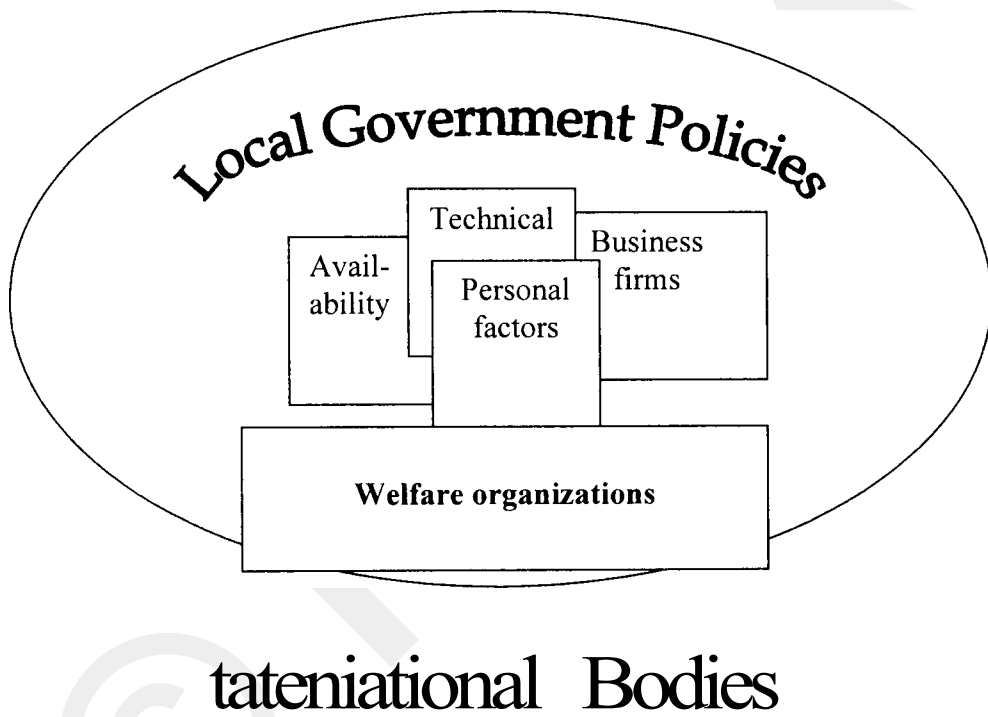 Local Government Policies
Technical
Business
firms
Avail-
ability
Personal
factors
Welfare organizations
tateniational Bodies